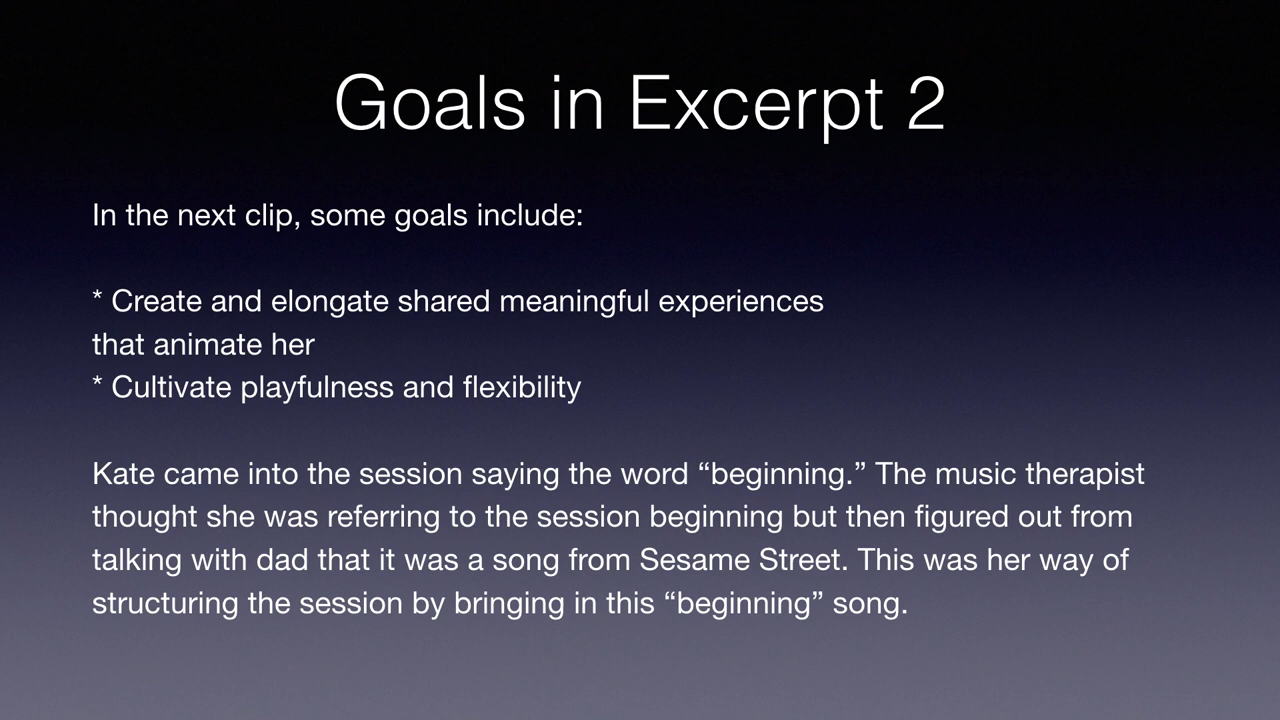 Goals in Excerpt 2
In the next clip, some goals include:
* Create and elongate shared meaningful experiences
that animate her
* Cultivate playfulness and flexibility
Kate came into the session saying the word “beginning.” The music therapist
thought she was referring to the session beginning but then figured out from
talking with dad that it was a song from Sesame Street. This was her way of
structuring the session by bringing in this “beginning” song.